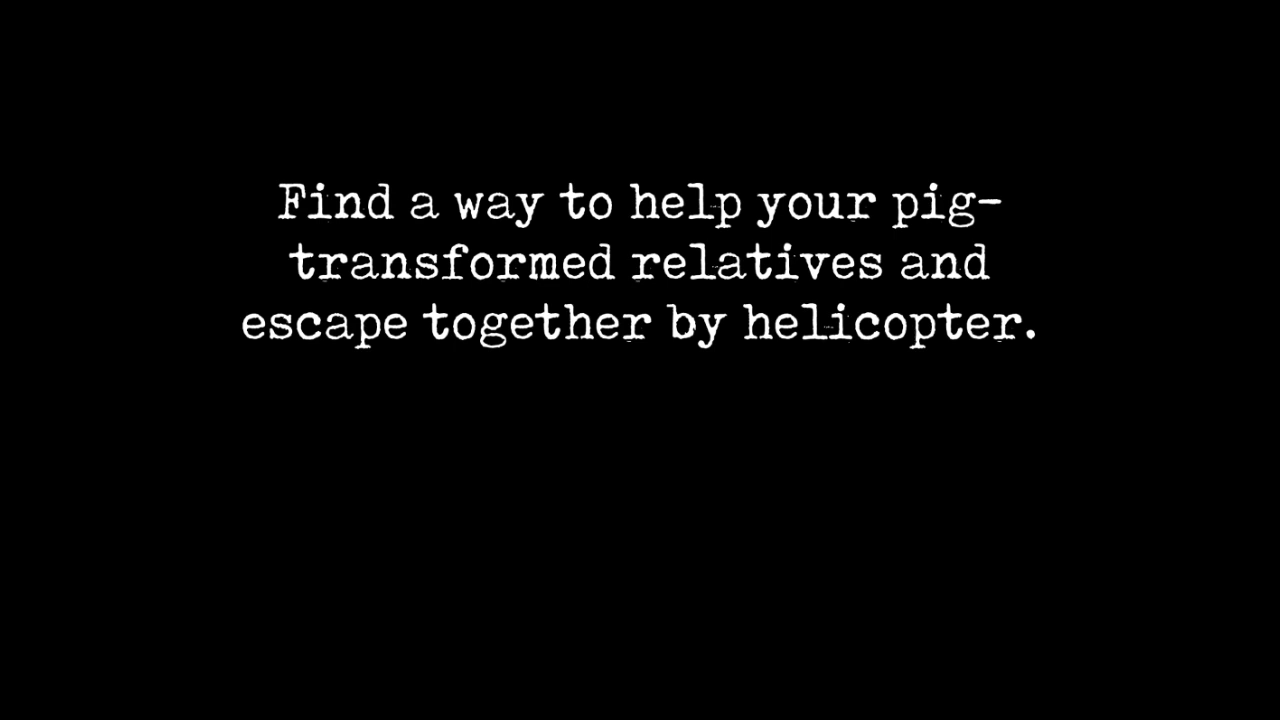 Find a way to help your pig-
transformed relatives and
escape together by helicopter.